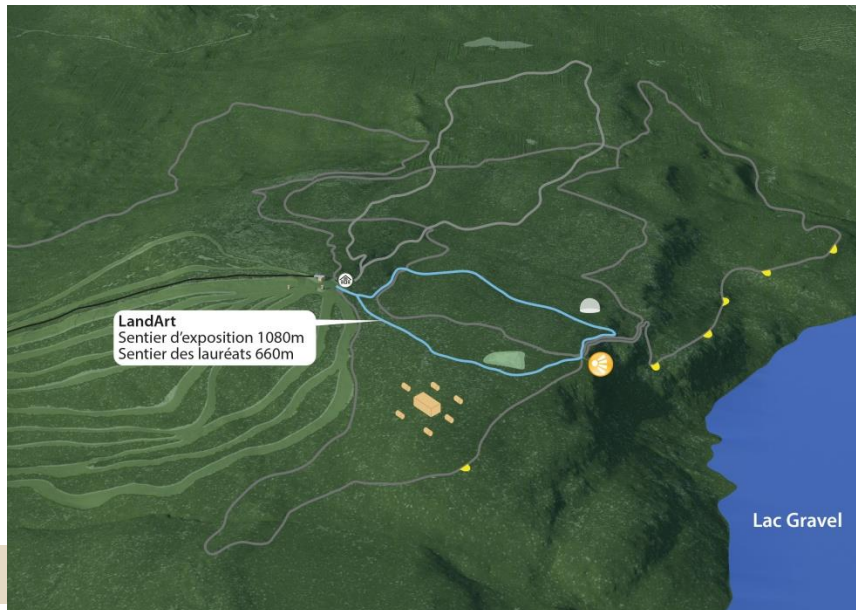 LandArt
Sentier d'exposition 1080m
Sentier des lauréats 660m
Lac Gravel